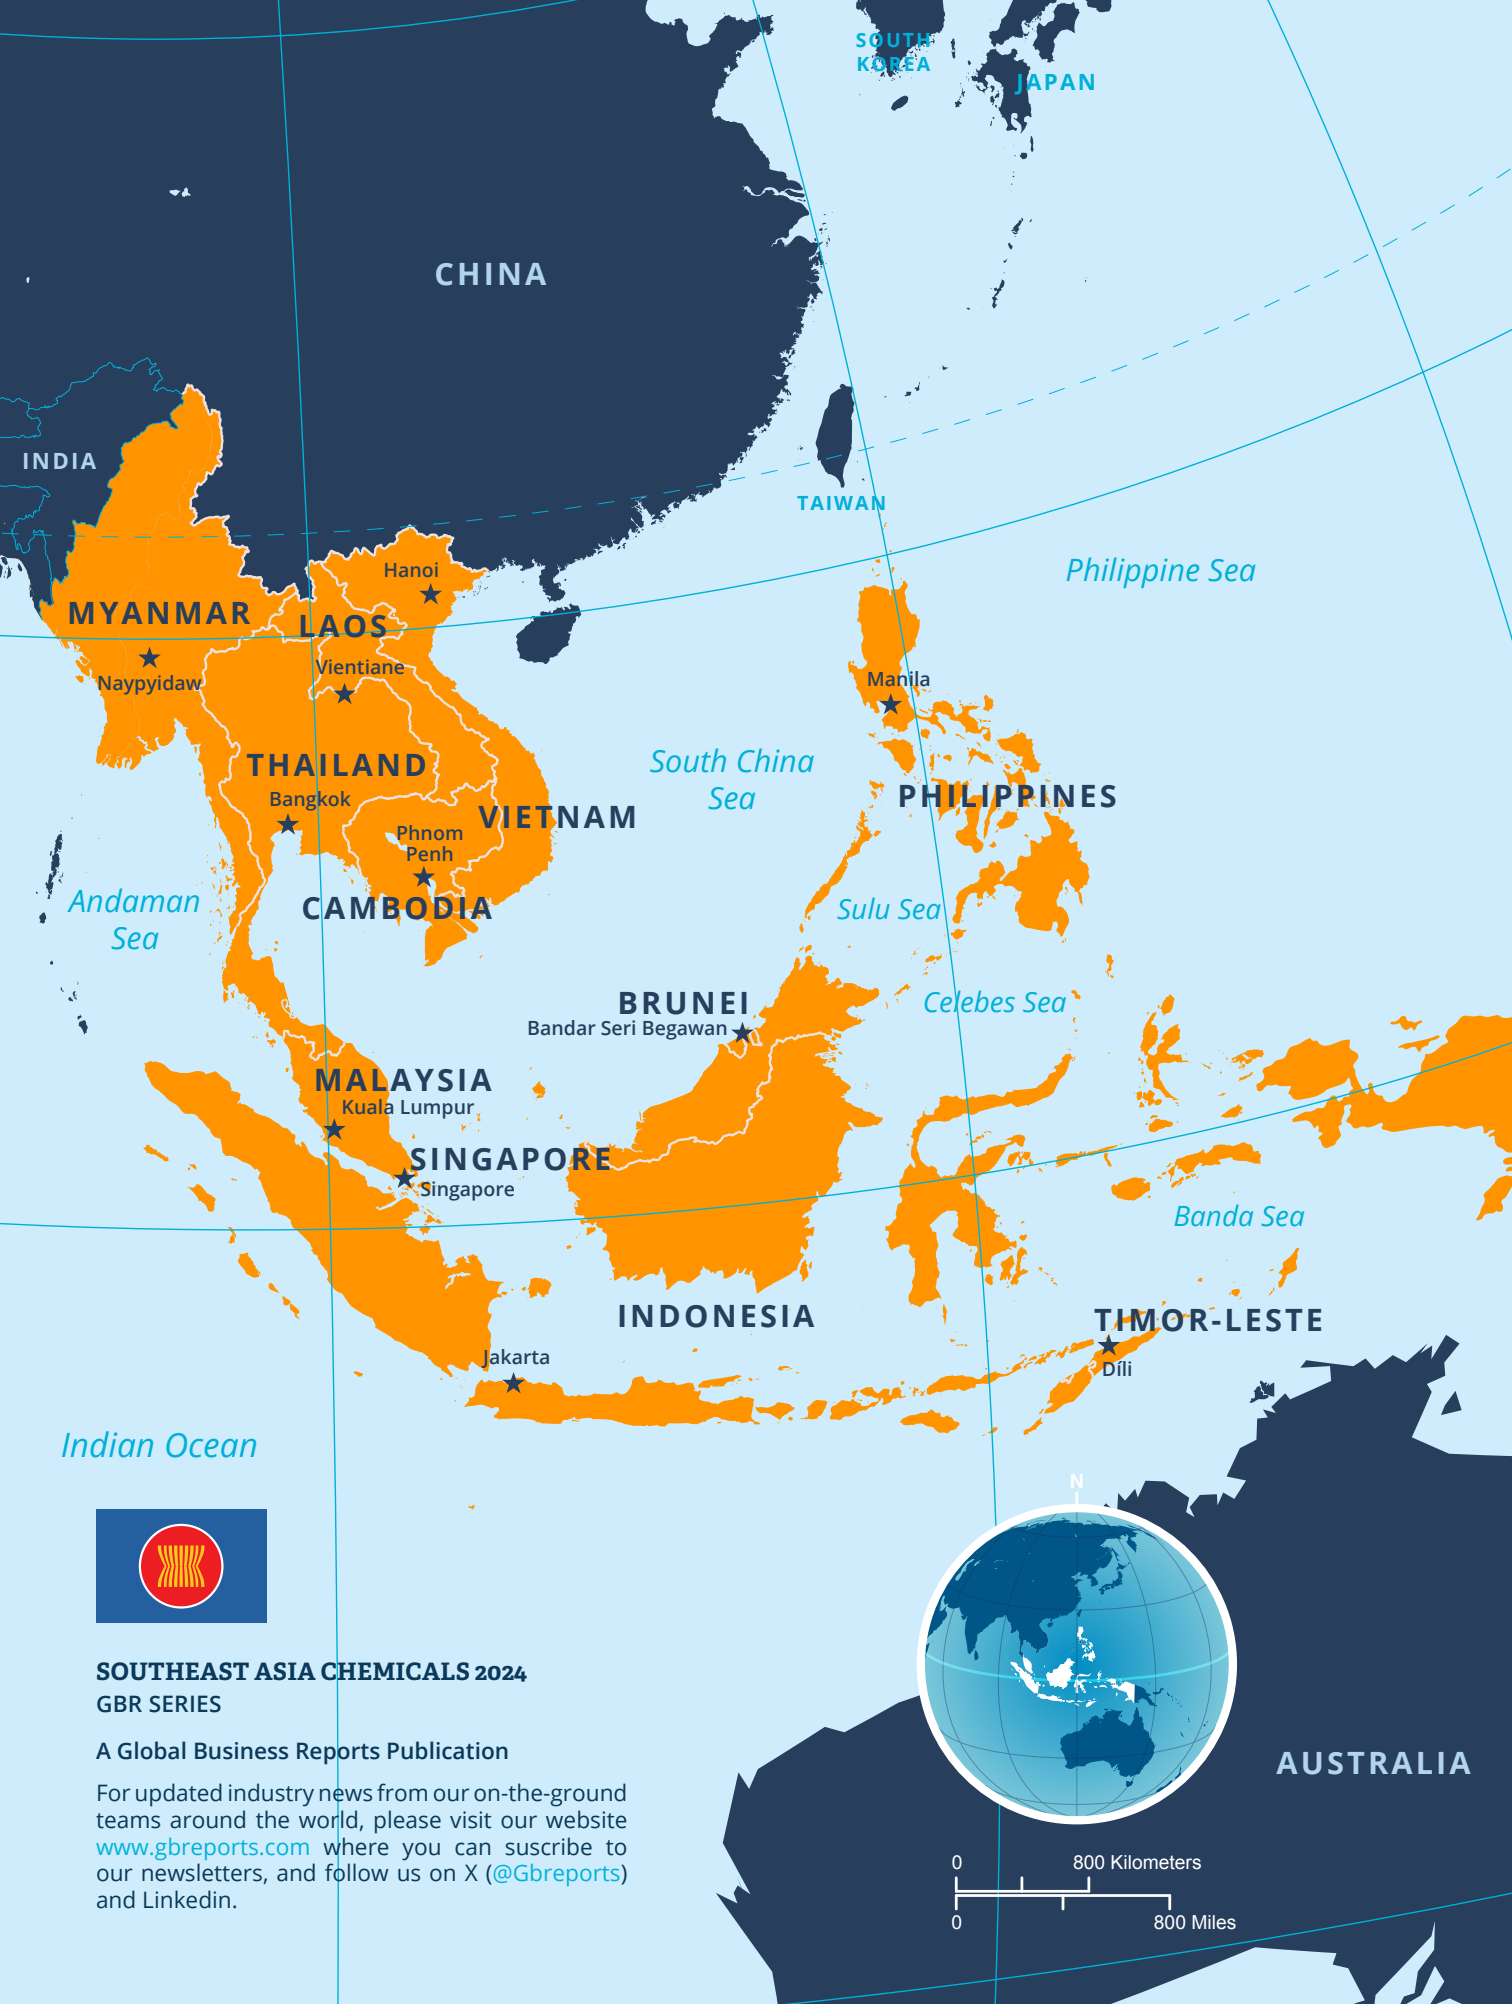 SOUTH
KOREA
JAPAN
CHINA
INDIA
TAIWAN
Philippine Sea
Hanoi
MYANMAR
LAOS
Vientiane
Naypyidaw
Manila
South China
Sea
THAILAND
Bangkok
PHILIPPINES
VIETNAM
Phnom
Penh
Andaman
Sea
CAMBODIA
Sulu Sea
BRUNEI
Bandar Seri Begawan
Celebes Sea
MALAYSIA
Kuala Lumpur
SINGAPORE
Singapore
Banda Sea
INDONESIA
TIMOR-LESTE
Díli
Jakarta
Indian Ocean
N
SOUTHEAST ASIA CHEMICALS 2024
GBR SERIES
A Global Business Reports Publication
For updated industry news from our on-the-ground
teams around the world, please visit our website
www.gbreports.com where you can suscribe to
our newsletters, and follow us on X (@Gbreports)
and Linkedin.
AUSTRALIA
0 800 Kilometers
0 800 Miles